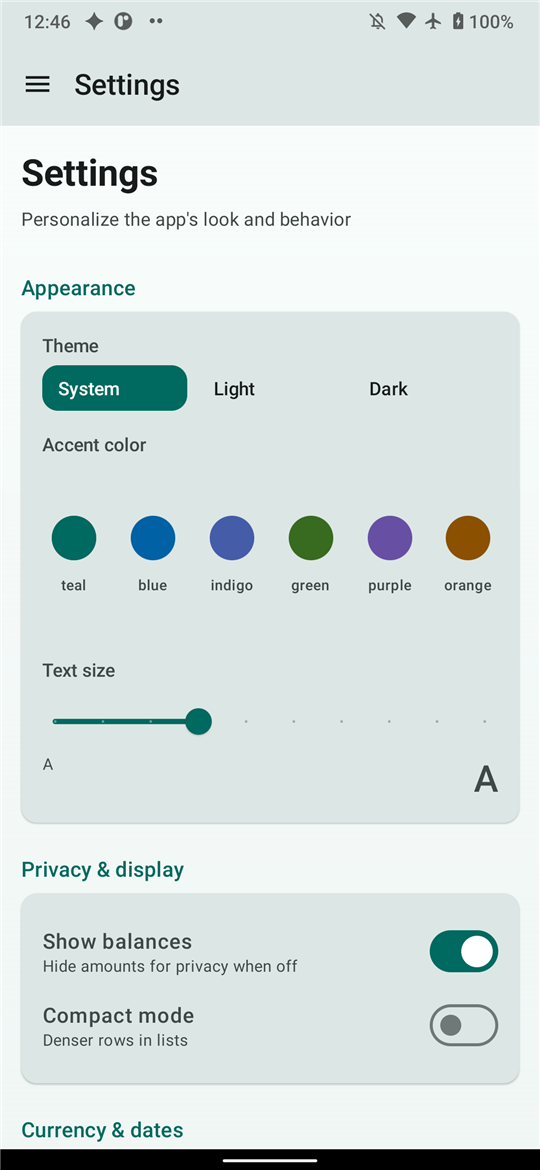 12:46
100%
Settings
Settings
Personalize the app's look and behavior
Appearance
Theme
System Light Dark
Accent color
teal blue indigo green purple orange
Text size
A
A
Privacy & display
Show balances
Hide amounts for privacy when off
Compact mode
Denser rows in lists
Currency & dates